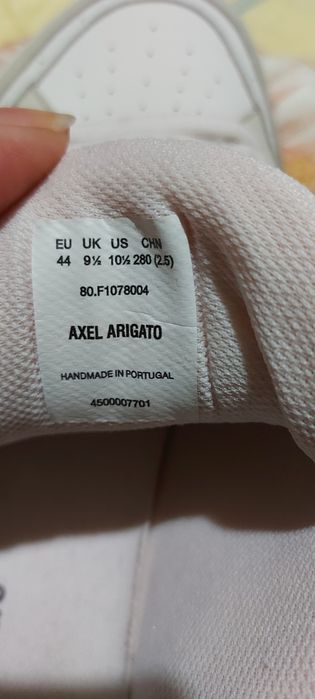 EU UK US CHN
44 9½ 10½ 280 (2.5)
80.F1078004
AXEL ARIGATO
HANDMADE IN PORTUGAL
4500007701